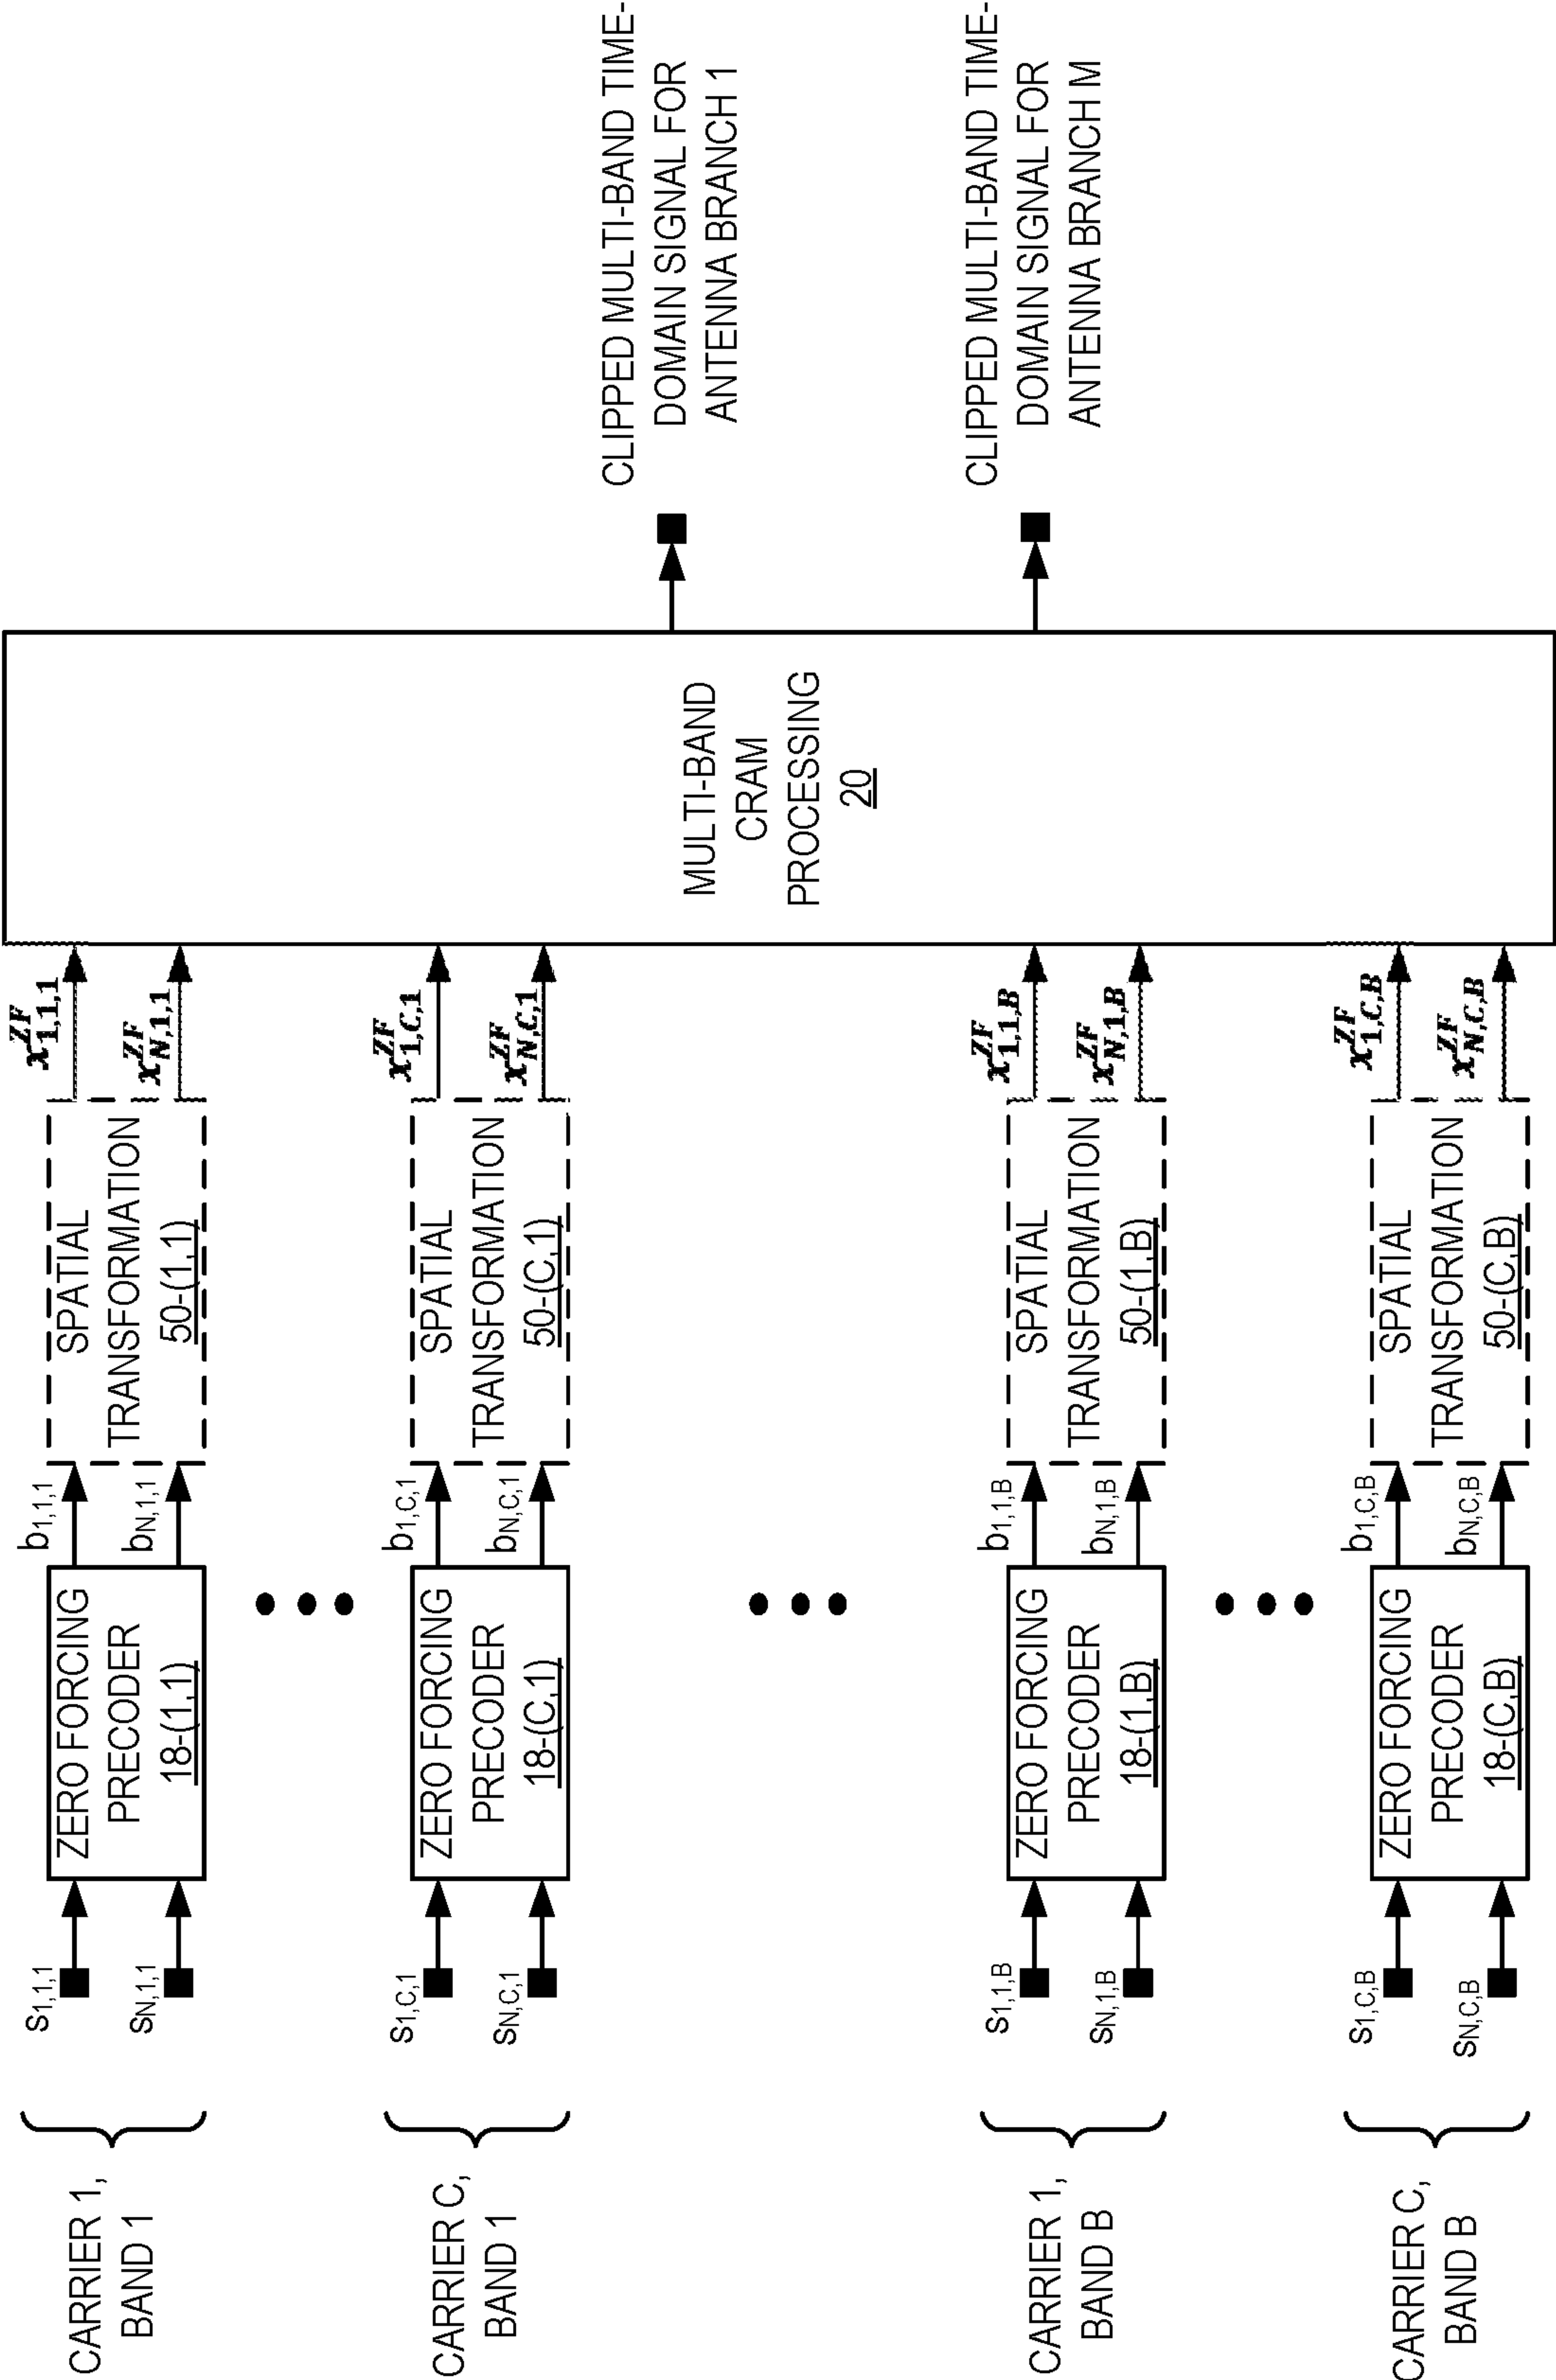 CARRIER 1,
BAND 1
s1,1,1
sN,1,1
ZERO FORCING
PRECODER
18-(1,1)
b1,1,1
bN,1,1
SPATIAL
TRANSFORMATION
50-(1,1)
x^ZF_1,1,1
x^ZF_N,1,1
CARRIER C,
BAND 1
s1,C,1
sN,C,1
ZERO FORCING
PRECODER
18-(C,1)
b1,C,1
bN,C,1
SPATIAL
TRANSFORMATION
50-(C,1)
x^ZF_1,C,1
x^ZF_N,C,1
CARRIER 1,
BAND B
s1,1,B
sN,1,B
ZERO FORCING
PRECODER
18-(1,B)
b1,1,B
bN,1,B
SPATIAL
TRANSFORMATION
50-(1,B)
x^ZF_1,1,B
x^ZF_N,1,B
CARRIER C,
BAND B
s1,C,B
sN,C,B
ZERO FORCING
PRECODER
18-(C,B)
b1,C,B
bN,C,B
SPATIAL
TRANSFORMATION
50-(C,B)
x^ZF_1,C,B
x^ZF_N,C,B
MULTI-BAND
CRAM
PROCESSING
20
CLIPPED MULTI-BAND TIME-
DOMAIN SIGNAL FOR
ANTENNA BRANCH 1
CLIPPED MULTI-BAND TIME-
DOMAIN SIGNAL FOR
ANTENNA BRANCH M